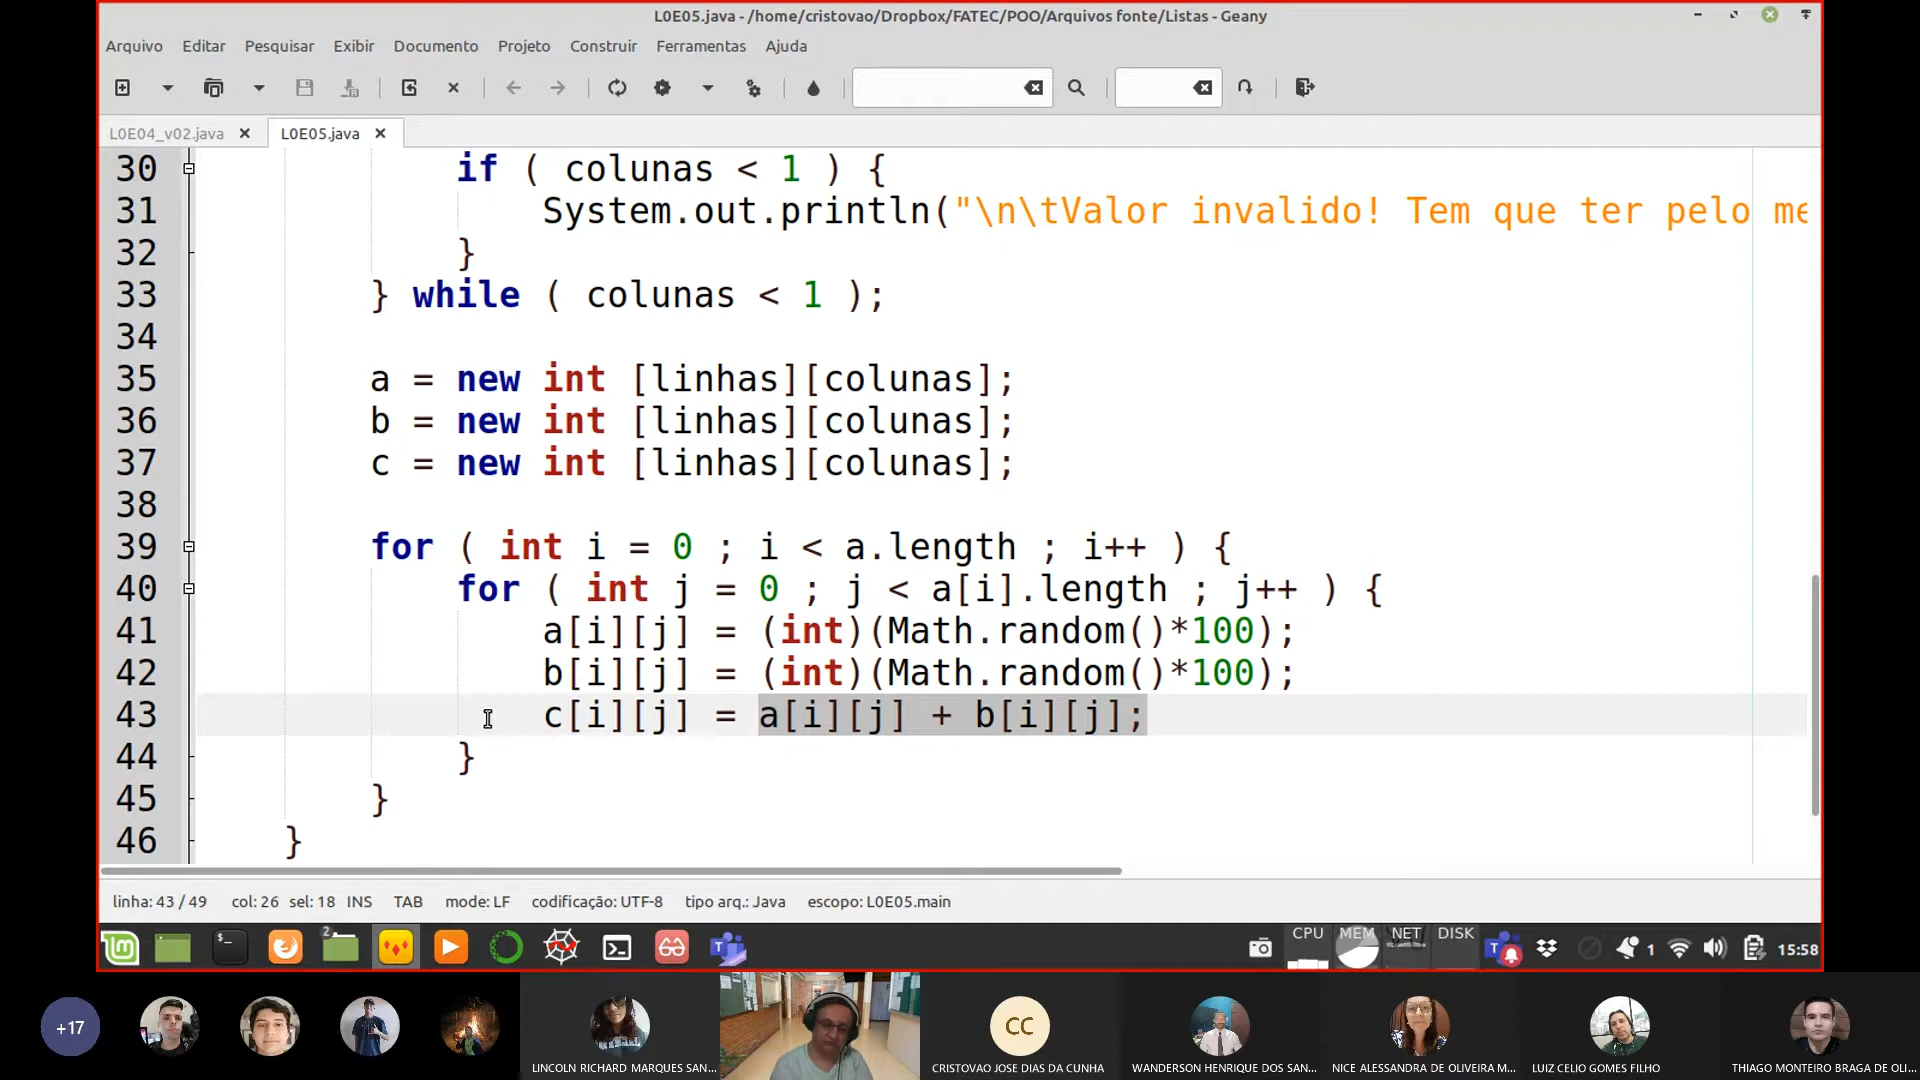 L0E05.java - /home/cristovao/Dropbox/FATEC/POO/Arquivos fonte/Listas - Geany
Arquivo Editar Pesquisar Exibir Documento Projeto Construir Ferramentas Ajuda
L0E04_v02.java L0E05.java
30 if ( colunas < 1 ) {
31 System.out.println("\n\tValor invalido! Tem que ter pelo me
32 }
33 } while ( colunas < 1 );
34
35 a = new int [linhas][colunas];
36 b = new int [linhas][colunas];
37 c = new int [linhas][colunas];
38
39 for ( int i = 0 ; i < a.length ; i++ ) {
40 for ( int j = 0 ; j < a[i].length ; j++ ) {
41 a[i][j] = (int)(Math.random()*100);
42 b[i][j] = (int)(Math.random()*100);
43 c[i][j] = a[i][j] + b[i][j];
44 }
45 }
46 }
linha: 43 / 49 col: 26 sel: 18 INS TAB mode: LF codificação: UTF-8 tipo arq.: Java escopo: L0E05.main
2 CPU MEM NET DISK 1 15:58
+17 CC
LINCOLN RICHARD MARQUES SAN... CRISTOVAO JOSE DIAS DA CUNHA WANDERSON HENRIQUE DOS SAN... NICE ALESSANDRA DE OLIVEIRA M... LUIZ CELIO GOMES FILHO THIAGO MONTEIRO BRAGA DE OLI...